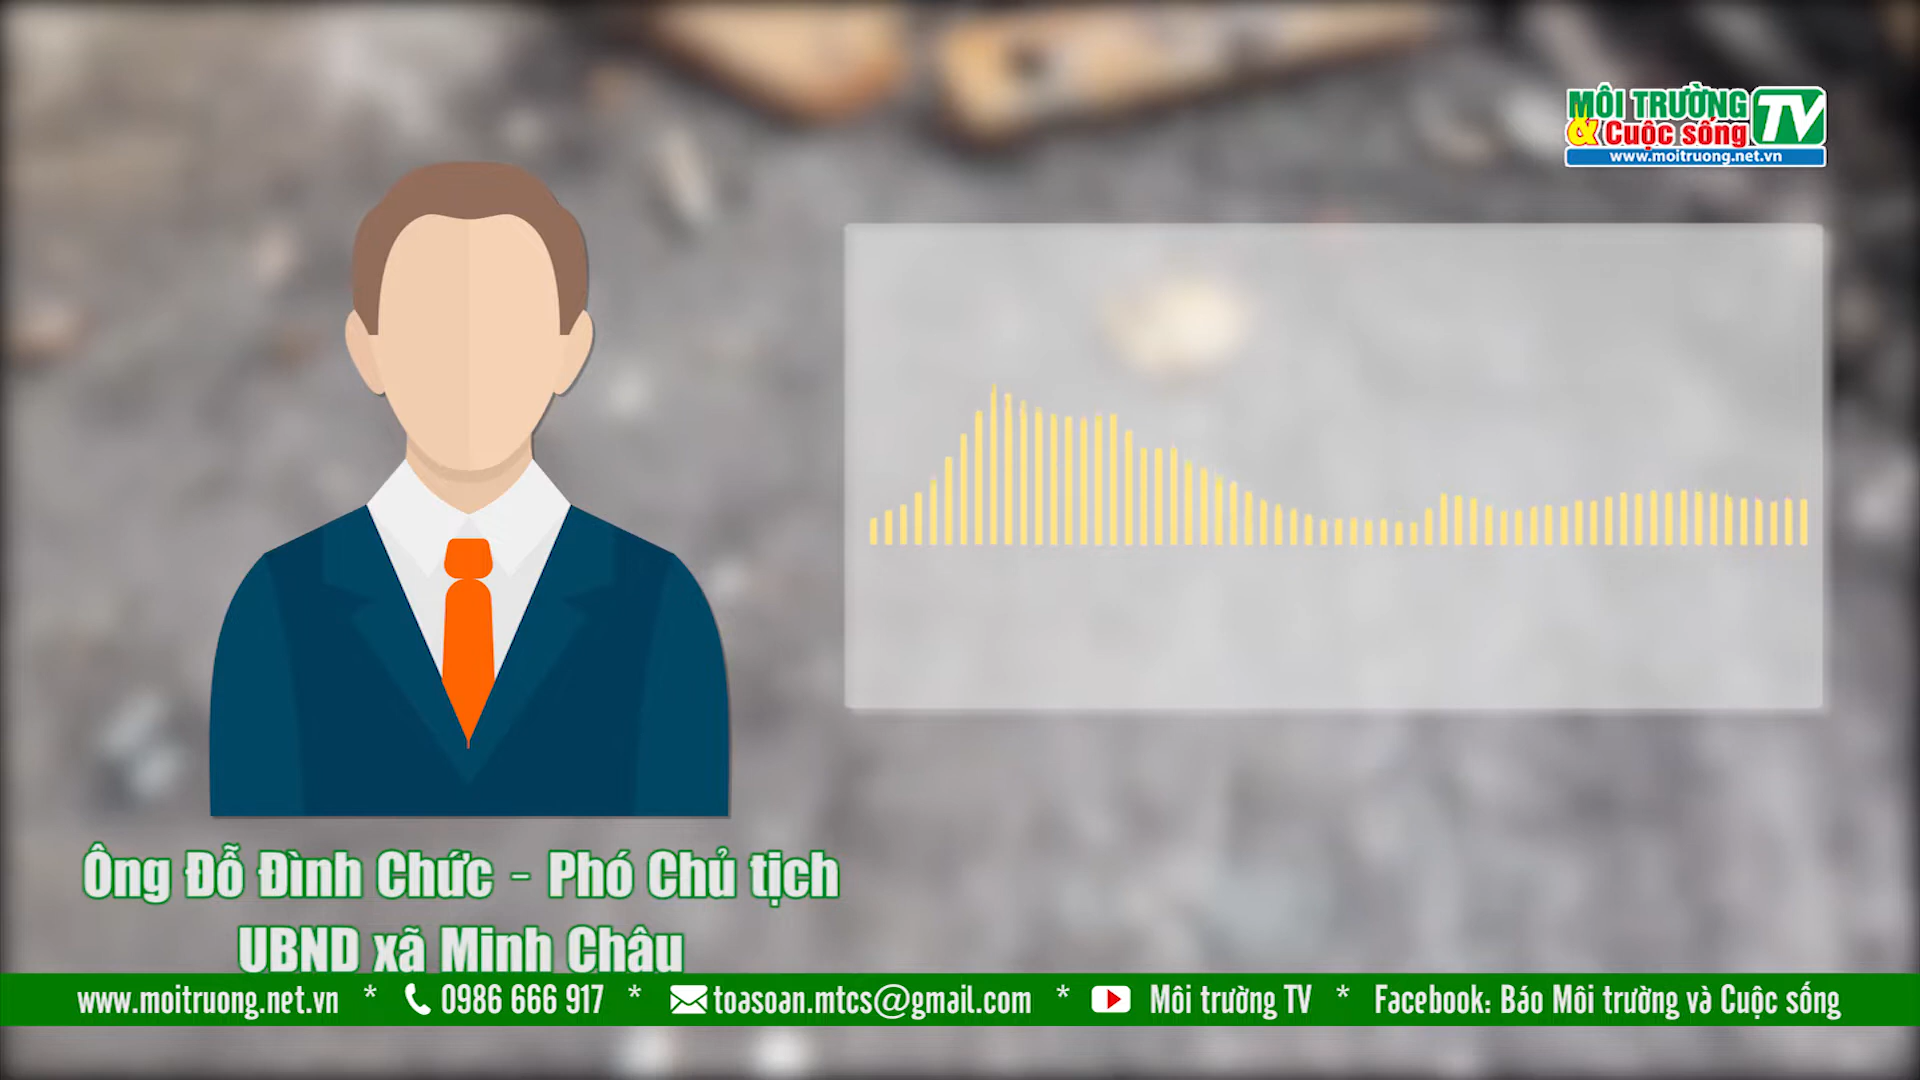 MÔI TRƯỜNG TV
& Cuộc sống
www.moitruong.net.vn
Ông Đỗ Đình Chức - Phó Chủ tịch
UBND xã Minh Châu
www.moitruong.net.vn * 0986 666 917 * toasoan.mtcs@gmail.com * Môi trường TV * Facebook: Báo Môi trường và Cuộc sống